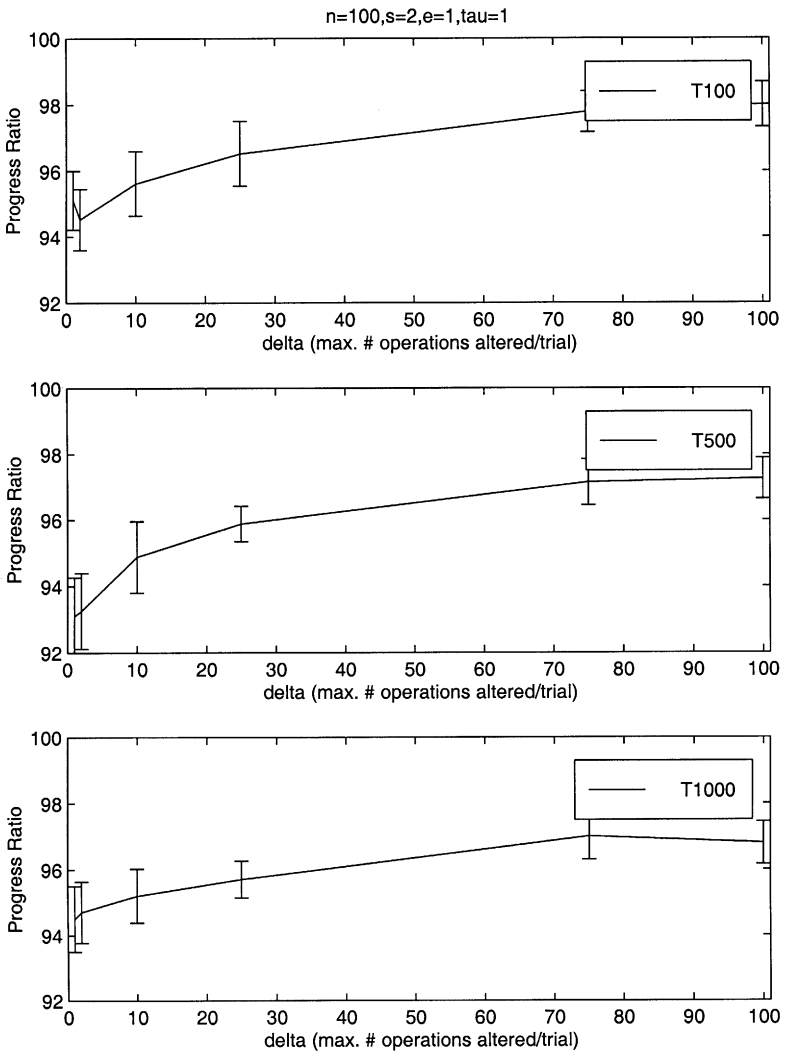 n=100,s=2,e=1,tau=1
100
98
96
94
92
Progress Ratio
T100
0 10 20 30 40 50 60 70 80 90 100
delta (max. # operations altered/trial)
100
98
96
94
92
Progress Ratio
T500
0 10 20 30 40 50 60 70 80 90 100
delta (max. # operations altered/trial)
100
98
96
94
92
Progress Ratio
T1000
0 10 20 30 40 50 60 70 80 90 100
delta (max. # operations altered/trial)